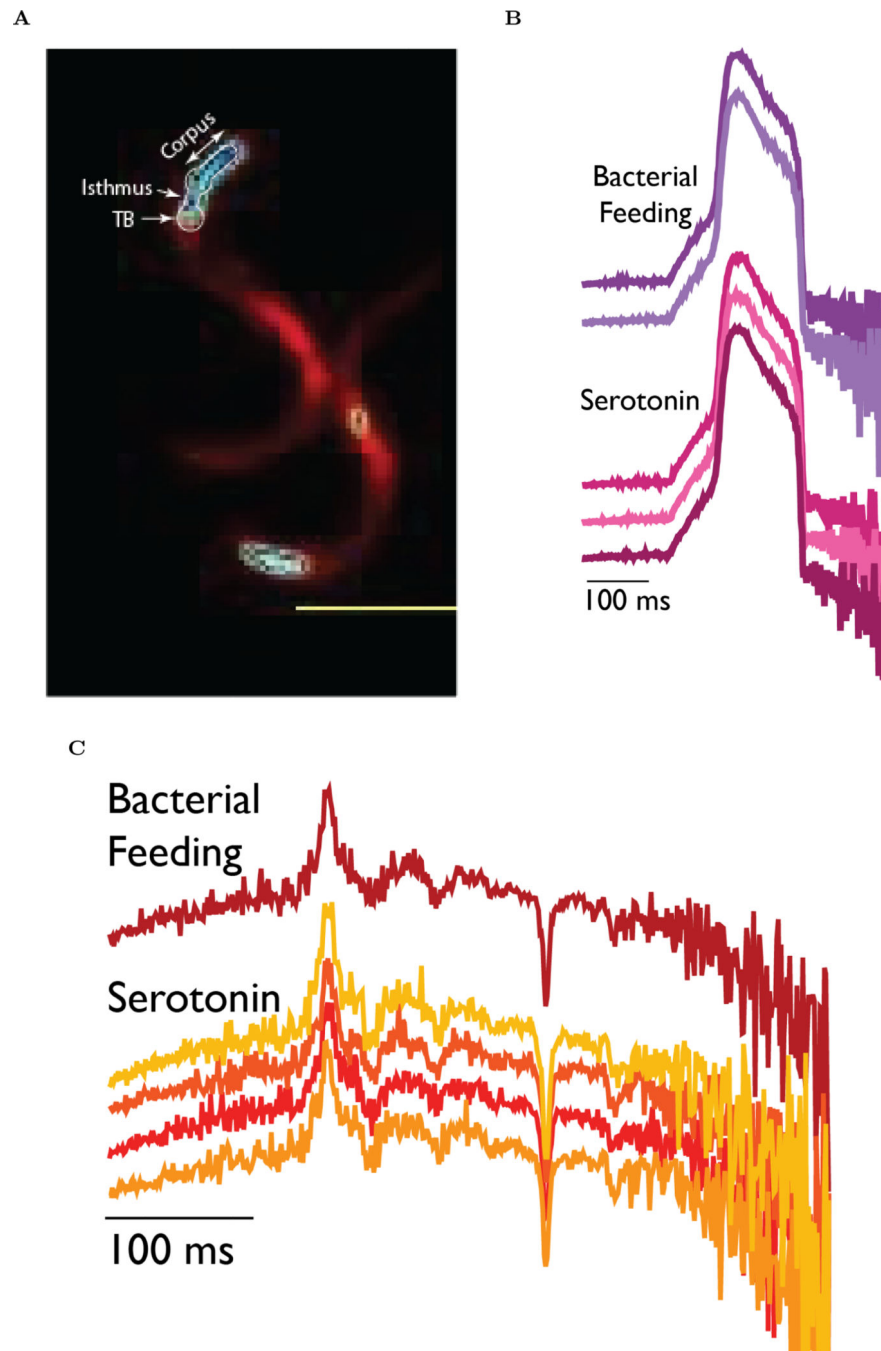 A
Corpus
Isthmus
TB
B
Bacterial
Feeding
Serotonin
100 ms
C
Bacterial
Feeding
Serotonin
100 ms